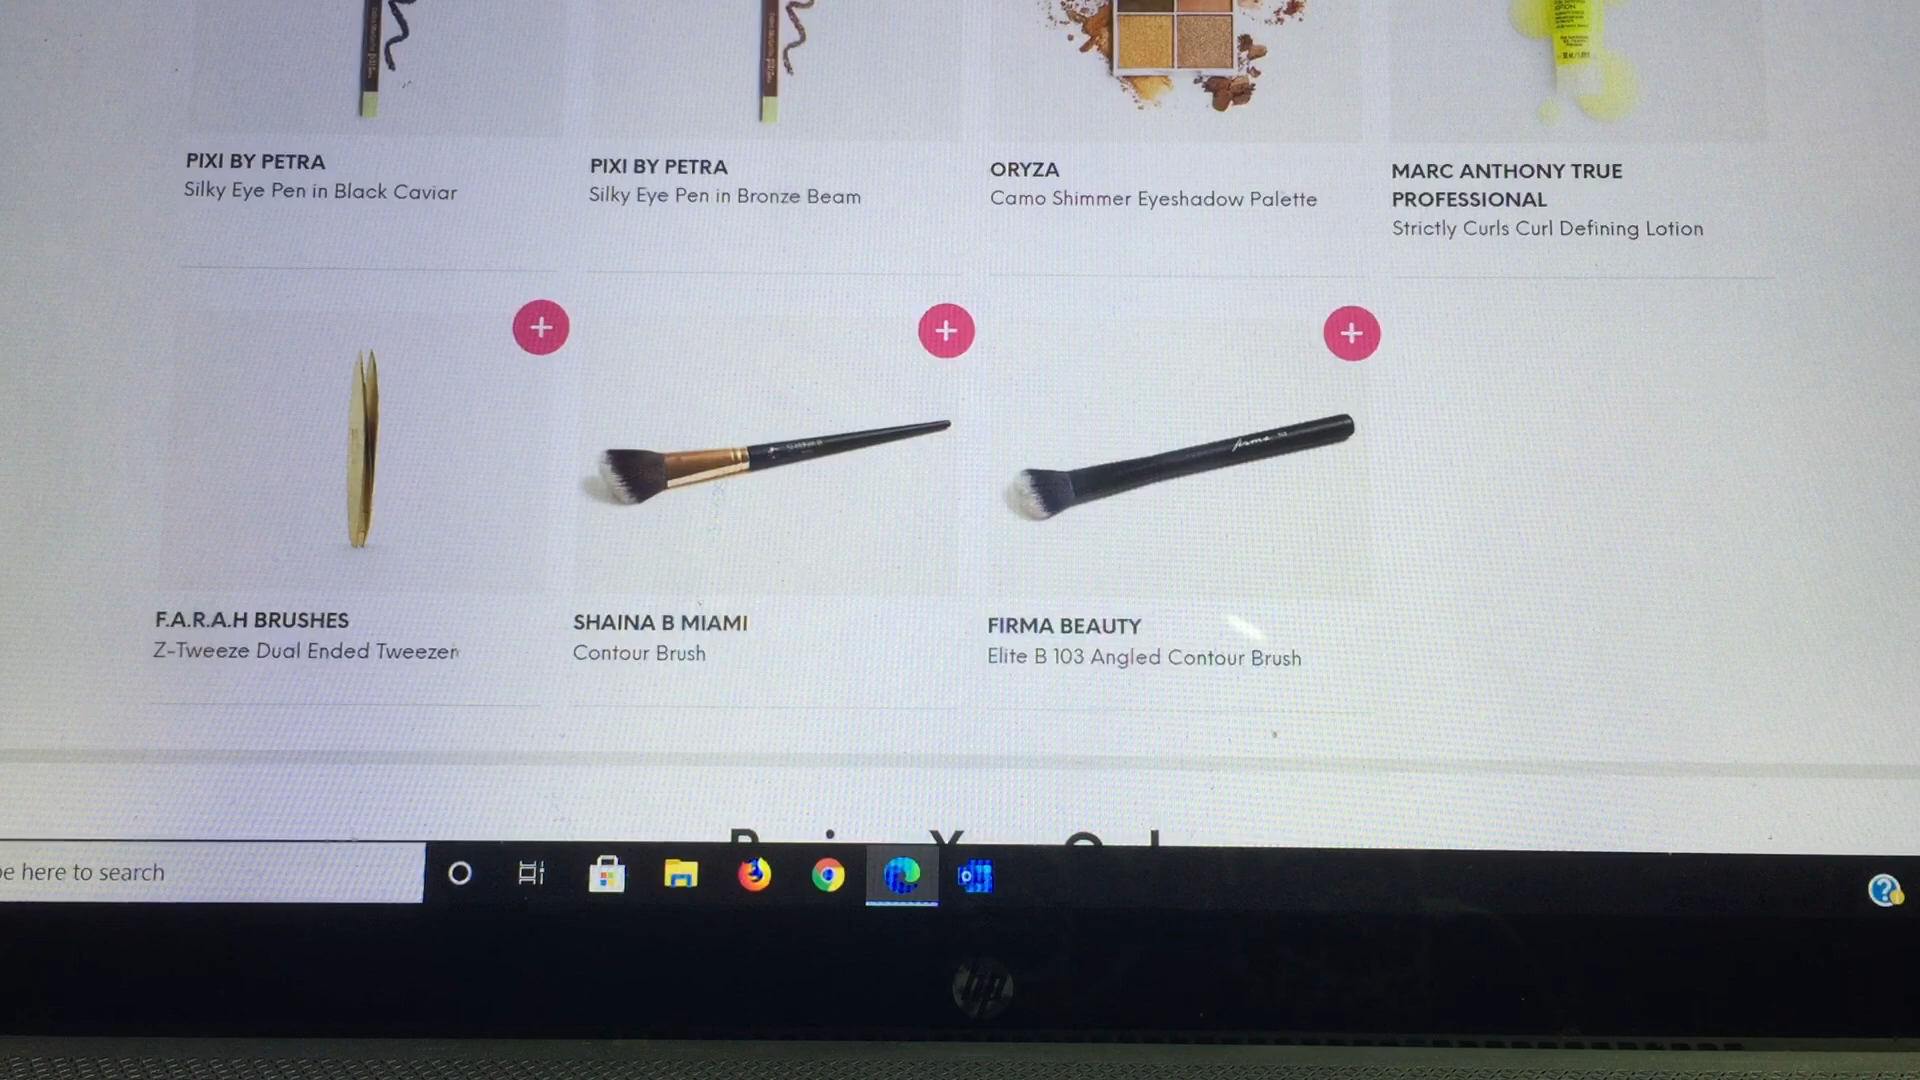 PIXI BY PETRA
Silky Eye Pen in Black Caviar
PIXI BY PETRA
Silky Eye Pen in Bronze Beam
ORYZA
Camo Shimmer Eyeshadow Palette
MARC ANTHONY TRUE
PROFESSIONAL
Strictly Curls Curl Defining Lotion
F.A.R.A.H BRUSHES
Z-Tweeze Dual Ended Tweezer
SHAINA B MIAMI
Contour Brush
firma
FIRMA BEAUTY
Elite B 103 Angled Contour Brush
here to search
hp